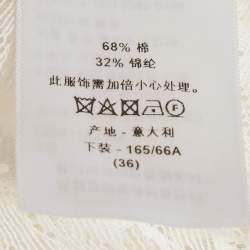 68% 棉
32% 锦纶
此服饰需加倍小心处理。
产地 - 意大利
下装 - 165/66A
(36)